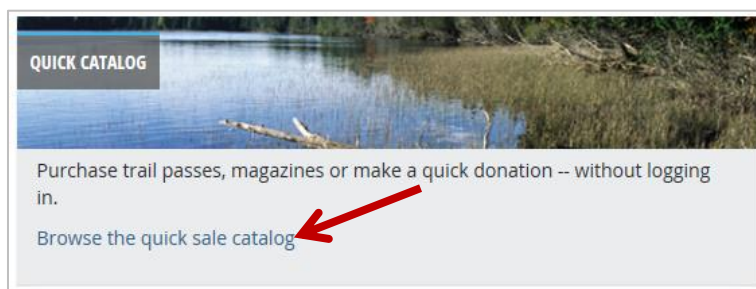 QUICK CATALOG
Purchase trail passes, magazines or make a quick donation -- without logging
in.
Browse the quick sale catalog